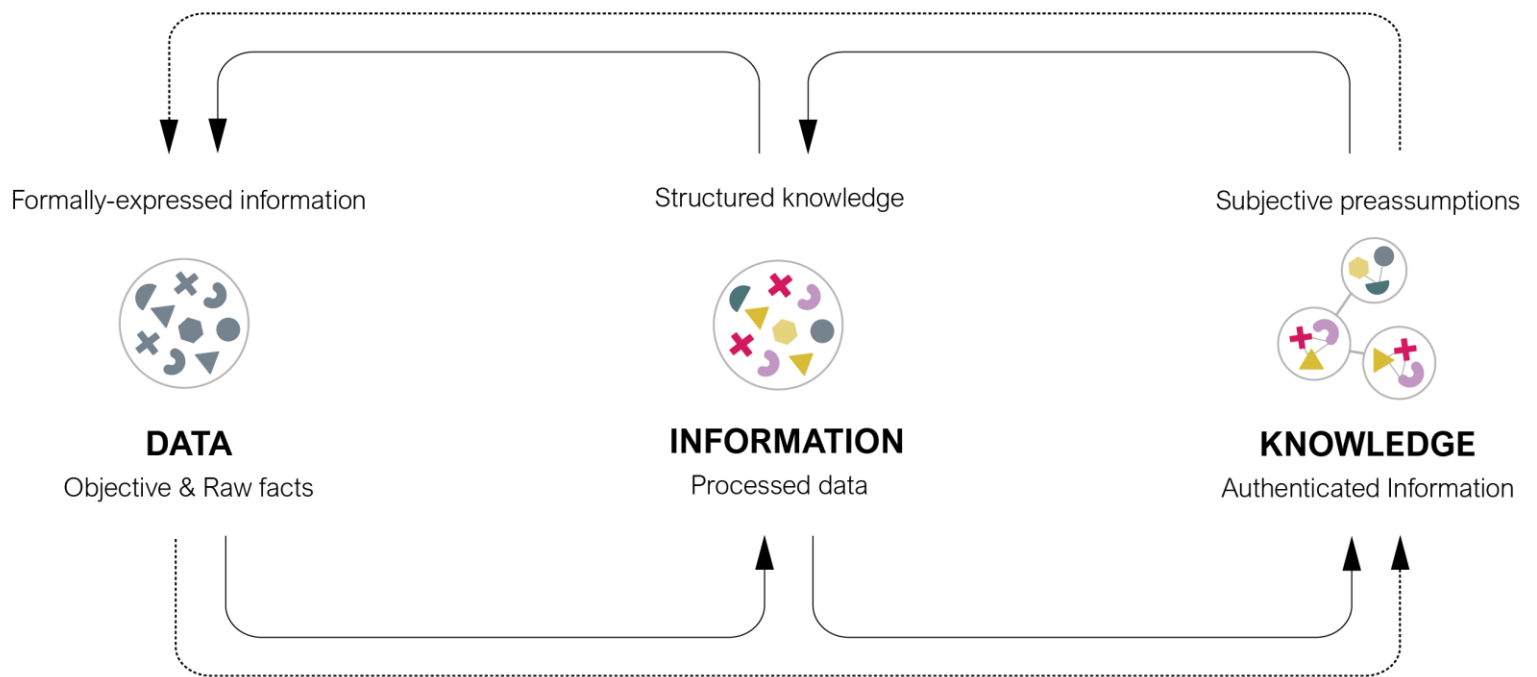 Formally-expressed information
Structured knowledge
Subjective preassumptions
DATA
INFORMATION
KNOWLEDGE
Objective & Raw facts
Processed data
Authenticated Information